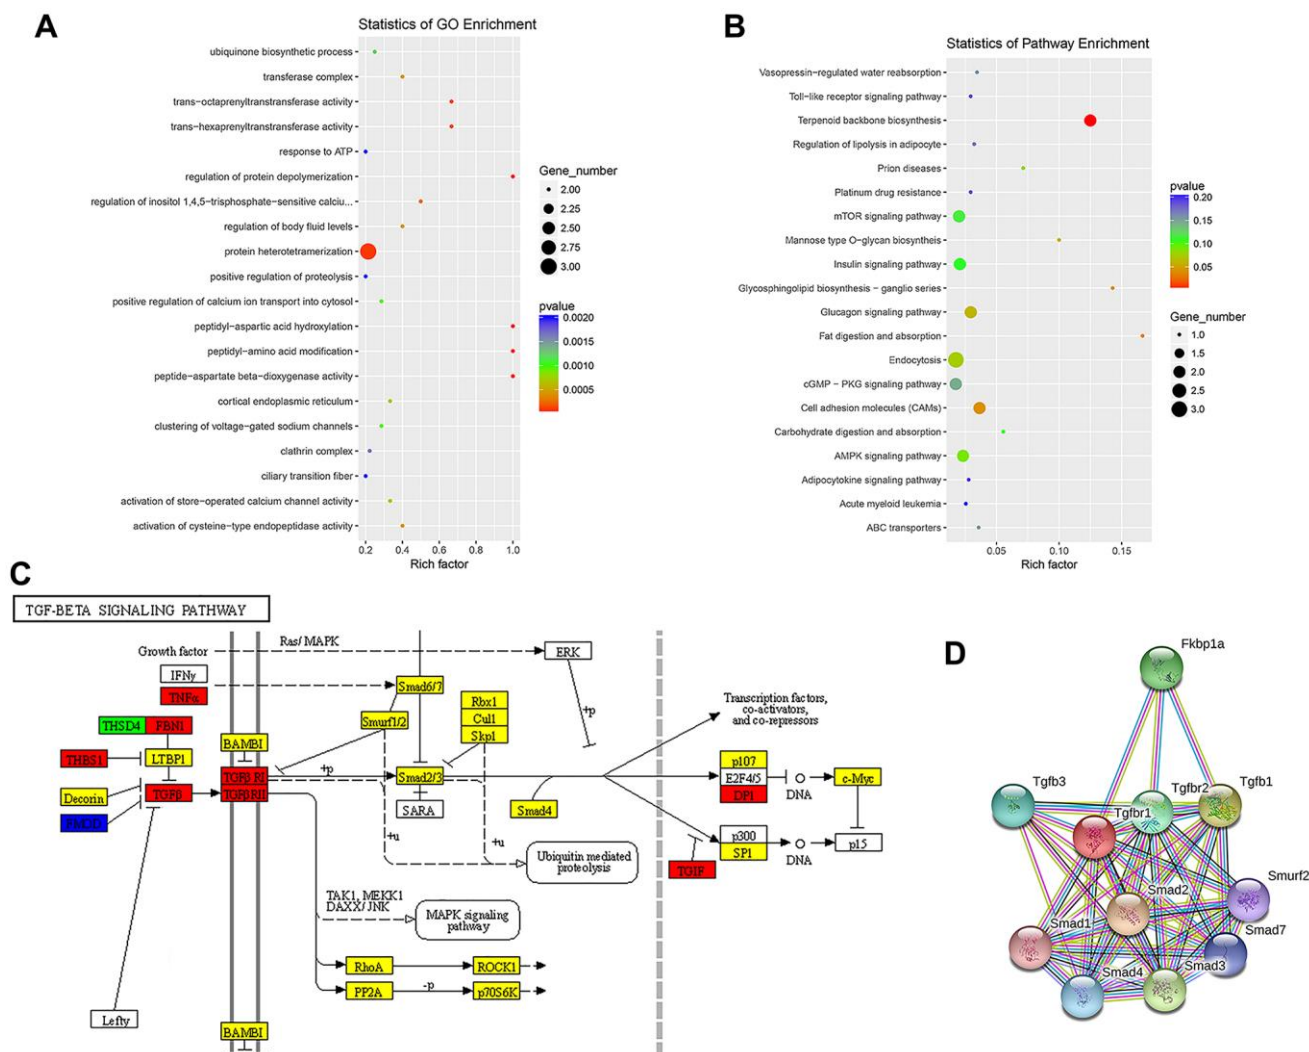 A
Statistics of GO Enrichment
ubiquinone biosynthetic process
transferase complex
trans-octaprenyltranstransferase activity
trans-hexaprenyltranstransferase activity
response to ATP
regulation of protein depolymerization
regulation of inositol 1,4,5-trisphosphate-sensitive calciu...
regulation of body fluid levels
protein heterotetramerization
positive regulation of proteolysis
positive regulation of calcium ion transport into cytosol
peptidyl-aspartic acid hydroxylation
peptidyl-amino acid modification
peptide-aspartate beta-dioxygenase activity
cortical endoplasmic reticulum
clustering of voltage-gated sodium channels
clathrin complex
ciliary transition fiber
activation of store-operated calcium channel activity
activation of cysteine-type endopeptidase activity
0.2 0.4 0.6 0.8 1.0
Rich factor
Gene_number
2.00
2.25
2.50
2.75
3.00
pvalue
0.0020
0.0015
0.0010
0.0005
B
Statistics of Pathway Enrichment
Vasopressin-regulated water reabsorption
Toll-like receptor signaling pathway
Terpenoid backbone biosynthesis
Regulation of lipolysis in adipocyte
Prion diseases
Platinum drug resistance
mTOR signaling pathway
Mannose type O-glycan biosyntheis
Insulin signaling pathway
Glycosphingolipid biosynthesis - ganglio series
Glucagon signaling pathway
Fat digestion and absorption
Endocytosis
cGMP - PKG signaling pathway
Cell adhesion molecules (CAMs)
Carbohydrate digestion and absorption
AMPK signaling pathway
Adipocytokine signaling pathway
Acute myeloid leukemia
ABC transporters
0.05 0.10 0.15
Rich factor
pvalue
0.20
0.15
0.10
0.05
Gene_number
1.0
1.5
2.0
2.5
3.0
C
TGF-BETA SIGNALING PATHWAY
Growth factor
Ras/ MAPK
ERK
IFNγ
TNFα
Smad6/7
+p
THSD4 FBN1
Smurf1/2
Rbx1
Cul1
Skp1
Transcription factors,
co-activators,
and co-repressors
THBS1
LTBP1
BAMBI
+p
TGFβ RI
Smad2/3
p107
E2F4/5
DP1
DNA
c-Myc
Decorin
TGFβ
TGFβ RII
SARA
Smad4
+u
+u
Ubiquitin mediated
proteolysis
p300
SP1
DNA
p15
TGIF
TAK1, MEKK1
DAXX/ JNK
MAPK signaling
pathway
RhoA
ROCK1
PP2A
-p
p70S6K
Lefty
BAMBI
D
Fkbp1a
Tgfb3
Tgfbr2
Tgfb1
Tgfbr1
Smurf2
Smad2
Smad1
Smad7
Smad4
Smad3